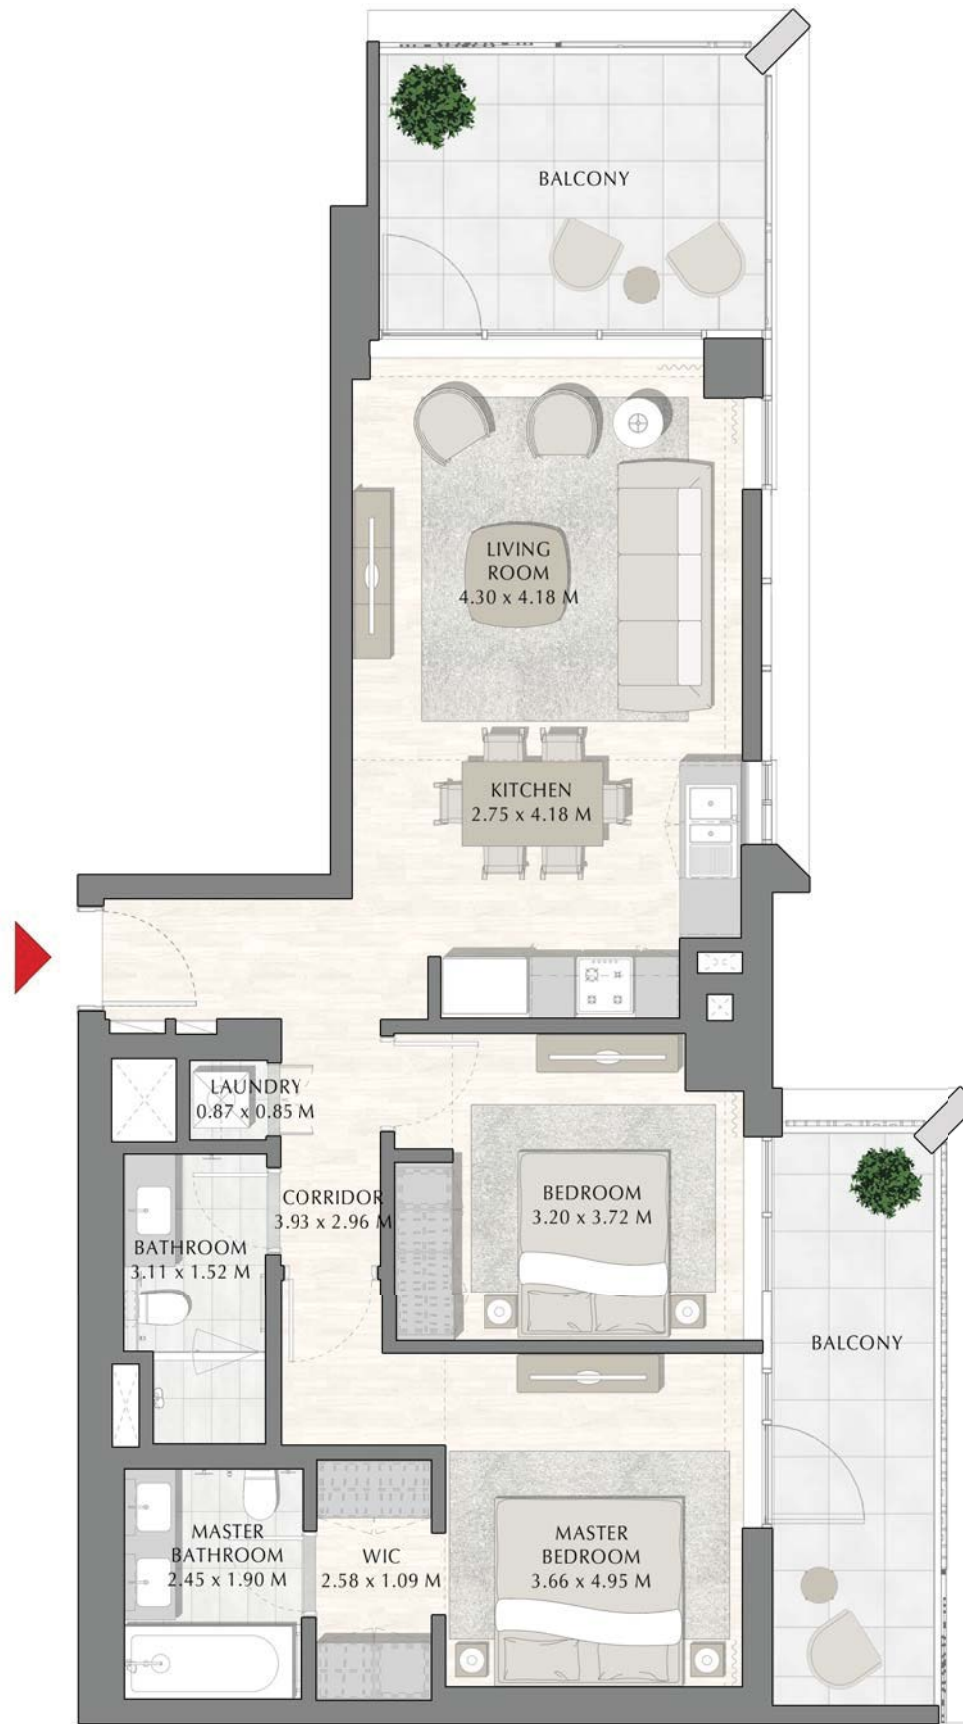 BALCONY
LIVING
ROOM
4.30 x 4.18 M
KITCHEN
2.75 x 4.18 M
LAUNDRY
0.87 x 0.85 M
CORRIDOR
3.93 x 2.96 M
BEDROOM
3.20 x 3.72 M
BATHROOM
3.11 x 1.52 M
BALCONY
MASTER
BATHROOM
2.45 x 1.90 M
WIC
2.58 x 1.09 M
MASTER
BEDROOM
3.66 x 4.95 M